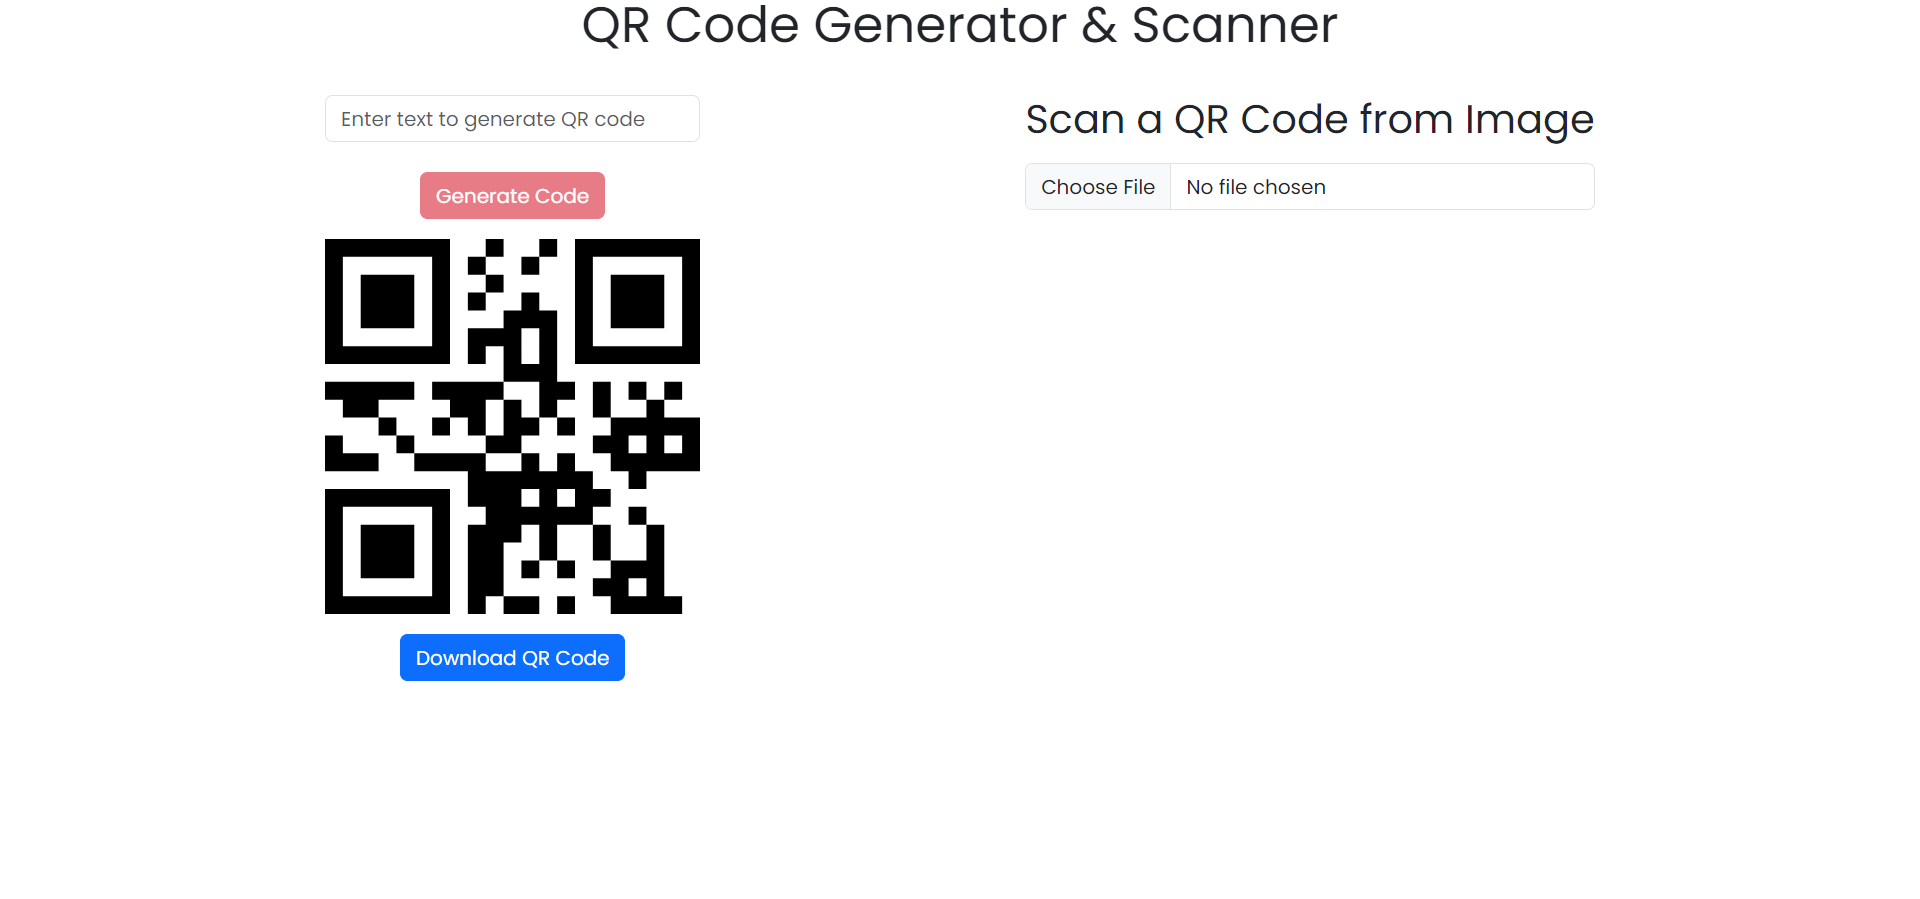 QR Code Generator & Scanner
Enter text to generate QR code
Generate Code
Download QR Code
Scan a QR Code from Image
Choose File No file chosen